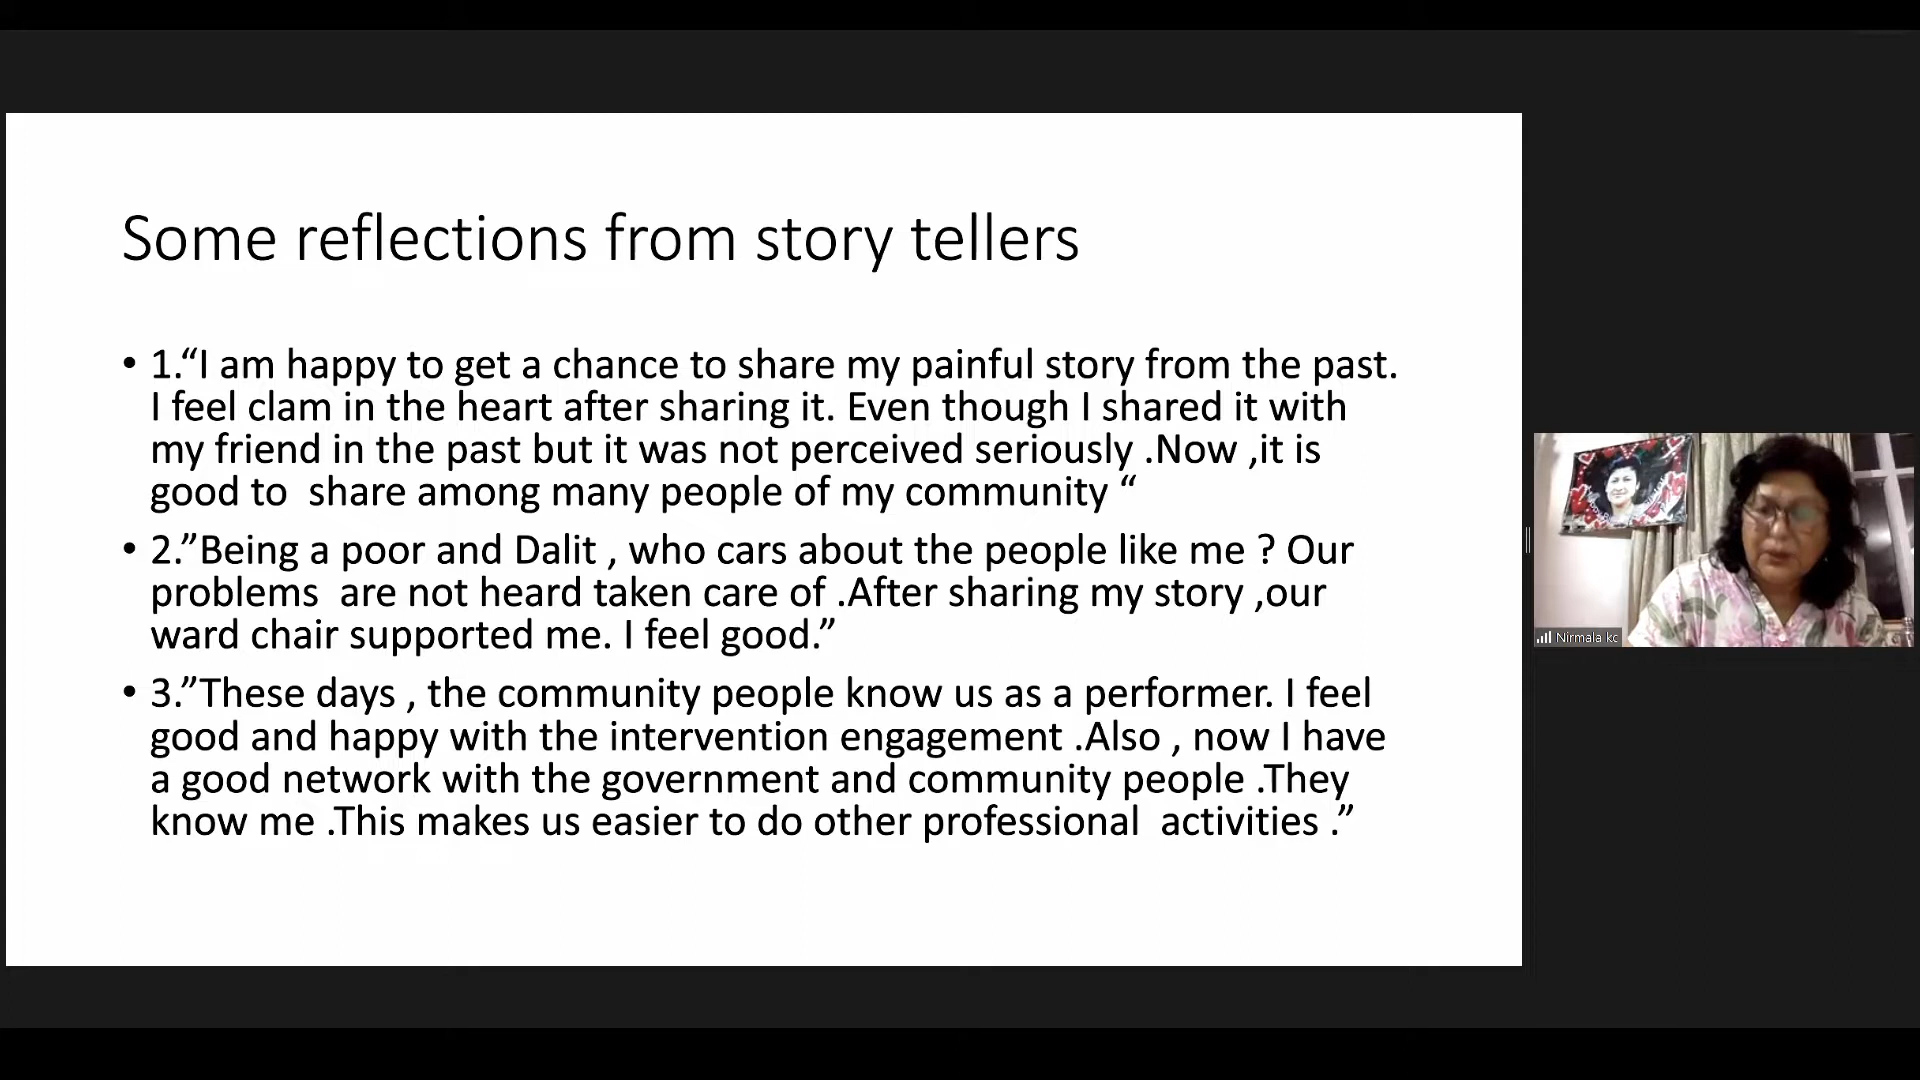 Some reflections from story tellers
• 1.“I am happy to get a chance to share my painful story from the past.
I feel clam in the heart after sharing it. Even though I shared it with
my friend in the past but it was not perceived seriously .Now ,it is
good to  share among many people of my community “
• 2.”Being a poor and Dalit , who cars about the people like me ? Our
problems  are not heard taken care of .After sharing my story ,our
ward chair supported me. I feel good.”
• 3.”These days , the community people know us as a performer. I feel
good and happy with the intervention engagement .Also , now I have
a good network with the government and community people .They
know me .This makes us easier to do other professional  activities .”
Nirmala kc